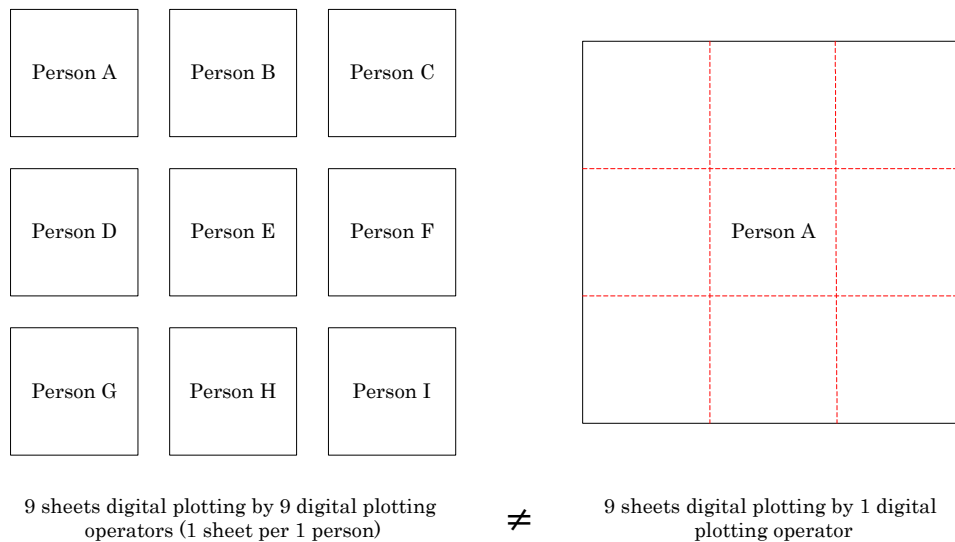 Person A
Person B
Person C
Person D
Person E
Person F
Person A
Person G
Person H
Person I
9 sheets digital plotting by 9 digital plotting
operators (1 sheet per 1 person)
≠
9 sheets digital plotting by 1 digital
plotting operator